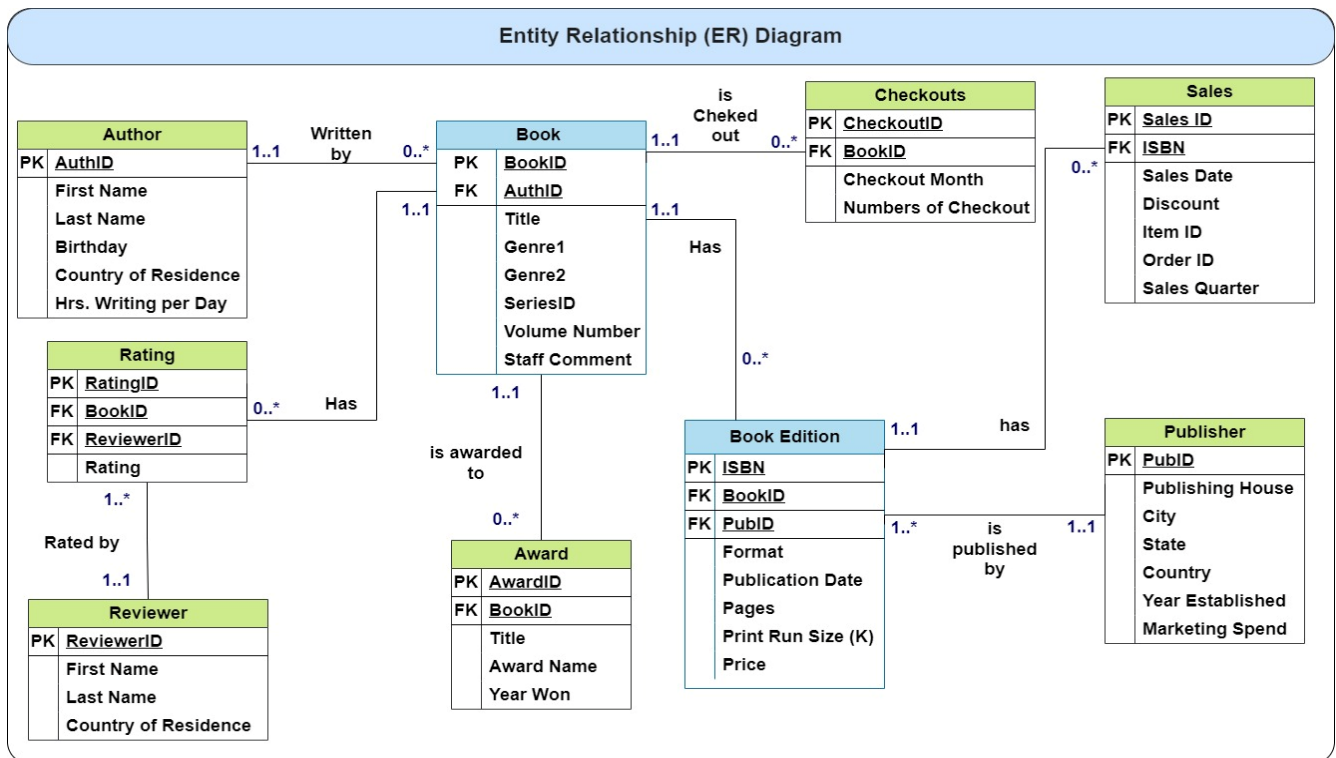 Entity Relationship (ER) Diagram
Author
PK AuthID
First Name
Last Name
Birthday
Country of Residence
Hrs. Writing per Day
1..1
Written
by
0..*
Book
PK BookID
FK AuthID
Title
Genre1
Genre2
SeriesID
Volume Number
Staff Comment
1..1
is
Cheked
out
0..*
Checkouts
PK CheckoutID
FK BookID
Checkout Month
Numbers of Checkout
Sales
PK Sales ID
FK ISBN
Sales Date
Discount
Item ID
Order ID
Sales Quarter
0..*
1..1
1..1
Has
0..*
Rating
PK RatingID
FK BookID
FK ReviewerID
Rating
0..*
Has
1..*
Rated by
1..1
Reviewer
PK ReviewerID
First Name
Last Name
Country of Residence
1..1
is awarded
to
0..*
Award
PK AwardID
FK BookID
Title
Award Name
Year Won
Book Edition
PK ISBN
FK BookID
FK PubID
Format
Publication Date
Pages
Print Run Size (K)
Price
1..1
has
1..*
is
published
by
1..1
Publisher
PK PubID
Publishing House
City
State
Country
Year Established
Marketing Spend